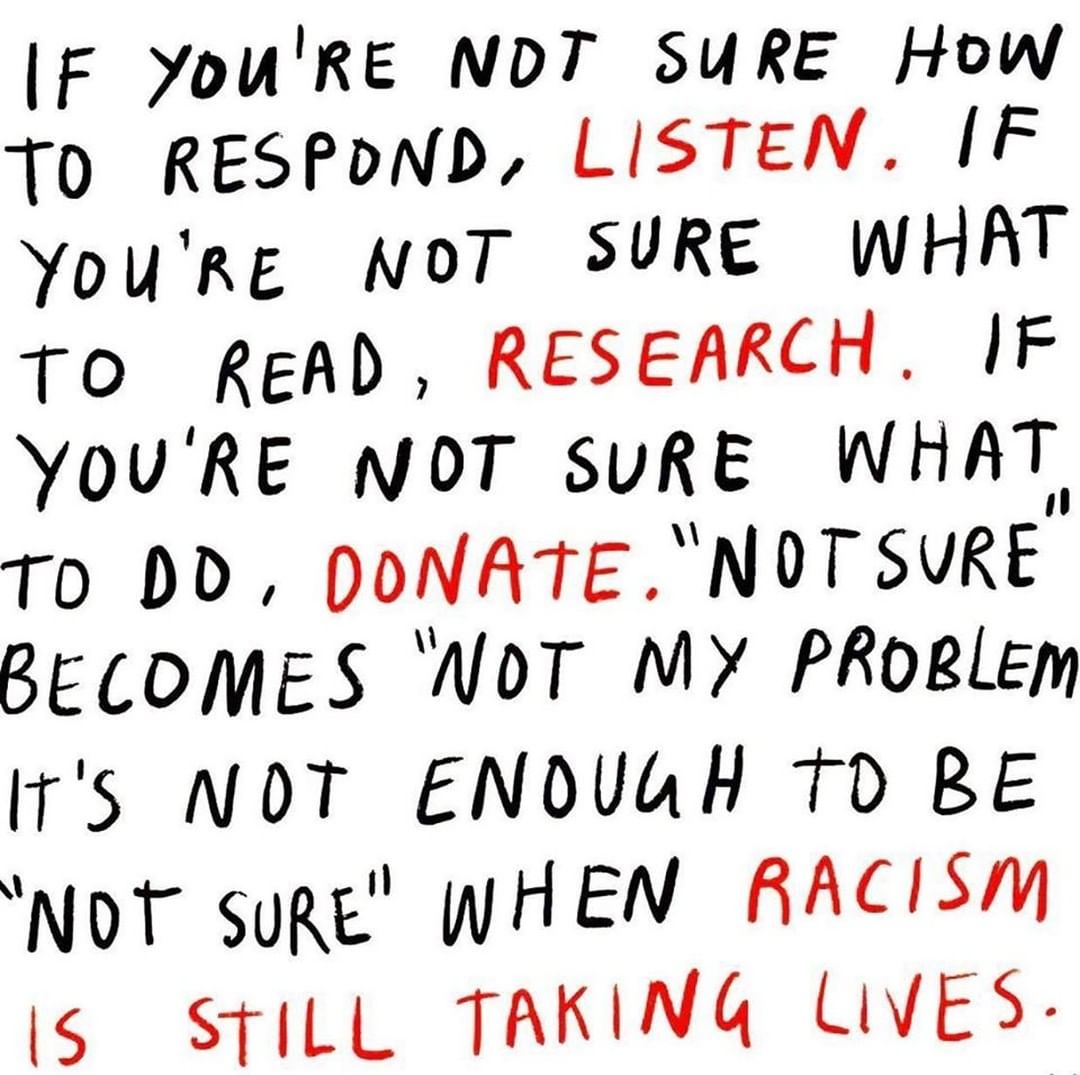 IF YOU'RE NOT SURE HOW
TO RESPOND, LISTEN. IF
YOU'RE NOT SURE WHAT
TO READ, RESEARCH. IF
YOU'RE NOT SURE WHAT
TO DO, DONATE. "NOT SURE"
BECOMES "NOT MY PROBLEM
IT'S NOT ENOUGH TO BE
"NOT SURE" WHEN RACISM
IS STILL TAKING LIVES.